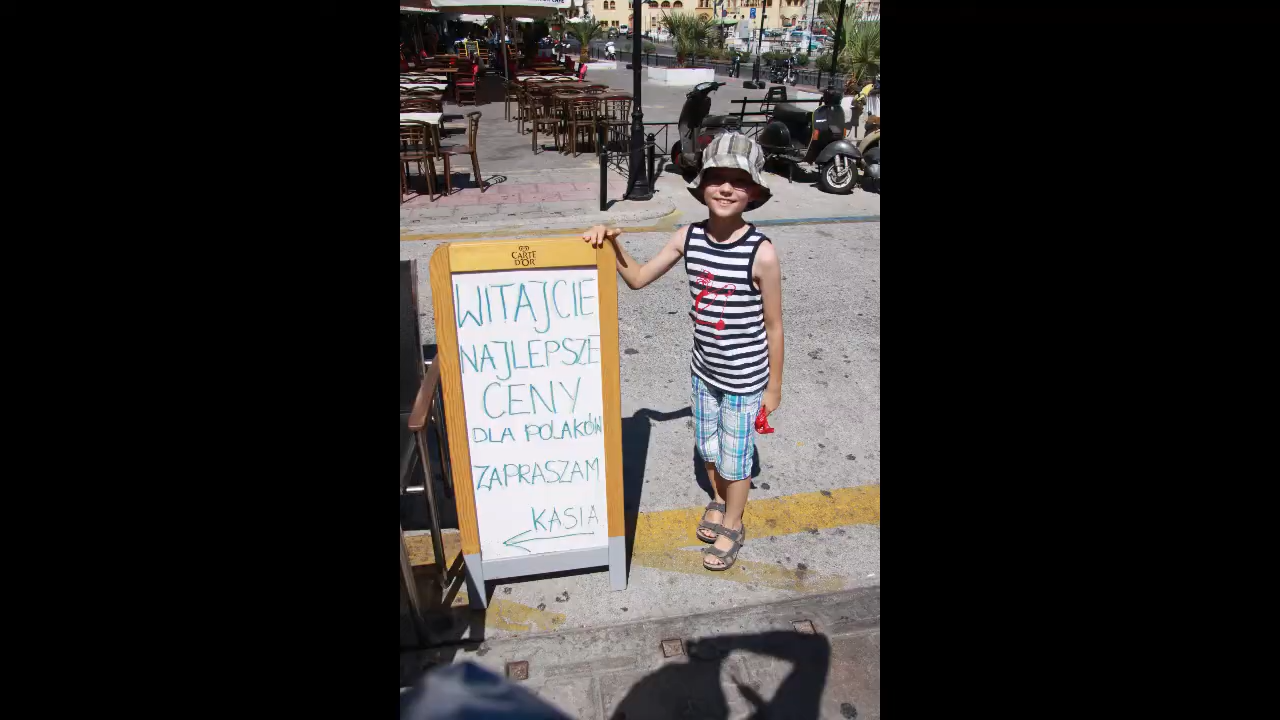 CARTE
D'OR
WITAJCIE
NAJLEPSZE
CENY
DLA POLAKÓW
ZAPRASZAM
KASIA